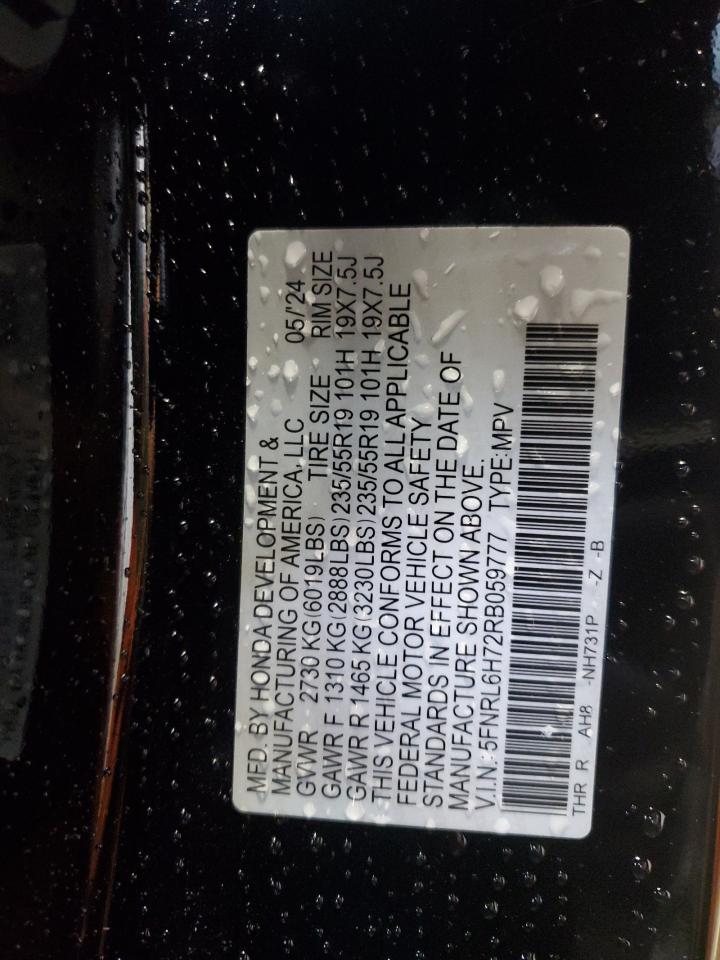 MFD. BY HONDA DEVELOPMENT &
MANUFACTURING OF AMERICA, LLC 05/'24
GVWR 2730 KG (6019LBS) TIRE SIZE RIM SIZE
GAWR F 1310 KG (2888LBS) 235/55R19 101H 19X7.5J
GAWR R 1465 KG (3230LBS) 235/55R19 101H 19X7.5J
THIS VEHICLE CONFORMS TO ALL APPLICABLE
FEDERAL MOTOR VEHICLE SAFETY
STANDARDS IN EFFECT ON THE DATE OF
MANUFACTURE SHOWN ABOVE.
V.I.N.: 5FNRL6H72RB059777 TYPE:MPV
THR R AH8 -NH731P -Z -B